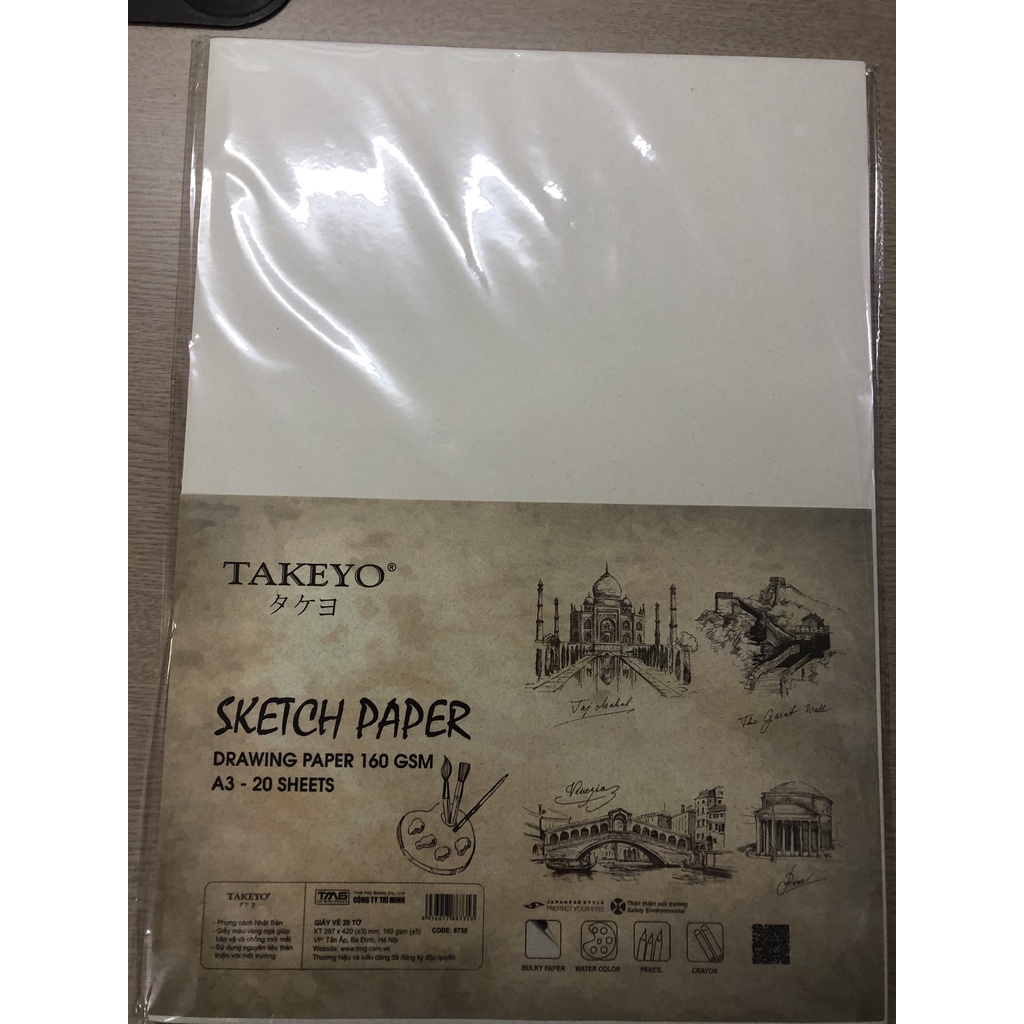 TAKEYO®
タケヨ
SKETCH PAPER
DRAWING PAPER 160 GSM
A3 - 20 SHEETS
Taj Mahal
The Great Wall
Venezia
Rome
TAKEYO®
タケヨ
- Phong cách Nhật Bản
- Giấy màu vàng ngà giúp
bảo vệ và chống mỏi mắt
- Sử dụng nguyên liệu thân
thiện với môi trường
TMG
CÔNG TY TRÍ MINH
GIẤY VẼ 20 TỜ
CODE: 8735
KT 297 x 420 (±3) mm, 160 gsm (±5)
VP: Tân Ấp, Ba Đình, Hà Nội
Website: www.tmg.com.vn
Thương hiệu và kiểu dáng đã đăng ký độc quyền
JAPANESE STYLE
PROTECT YOUR EYES
Thân thiện môi trường
Safety Environmental
BULKY PAPER
WATER COLOR
PENCIL
CRAYON